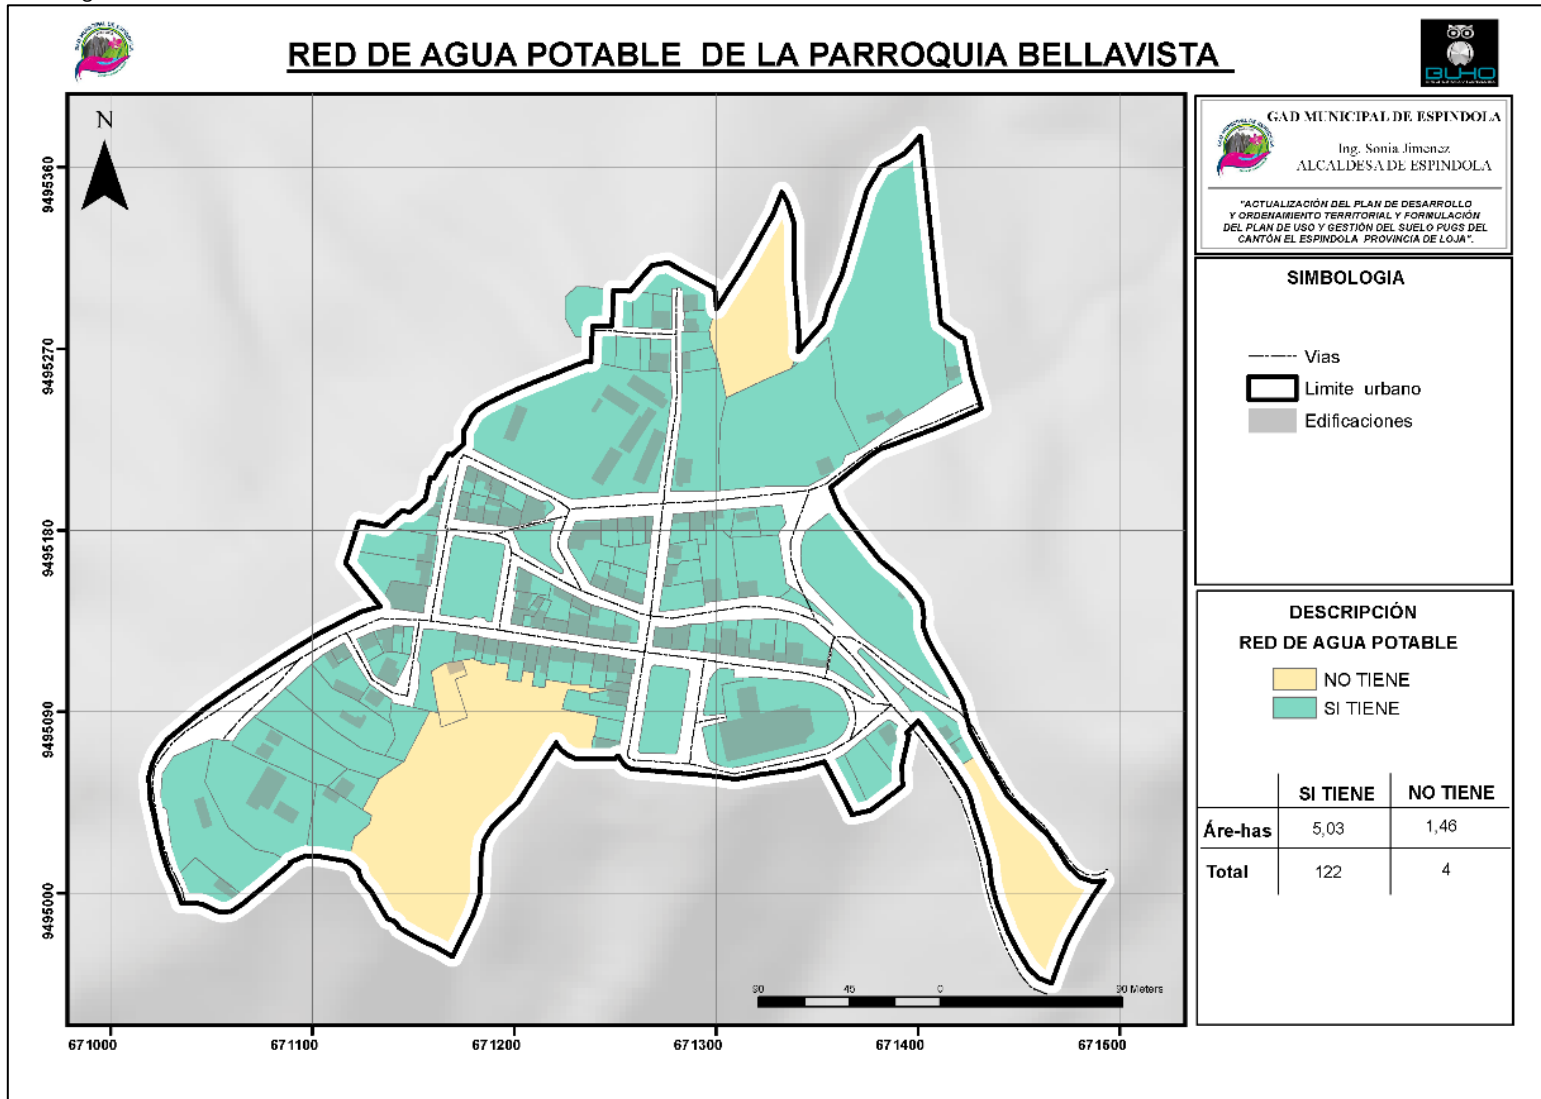 RED DE AGUA POTABLE DE LA PARROQUIA BELLAVISTA
BUHO
GAD MUNICIPAL DE ESPINDOLA
Ing. Sonia Jimenez
ALCALDESA DE ESPINDOLA
"ACTUALIZACIÓN DEL PLAN DE DESARROLLO
Y ORDENAMIENTO TERRITORIAL Y FORMULACIÓN
DEL PLAN DE USO Y GESTIÓN DEL SUELO PUGS DEL
CANTÓN EL ESPINDOLA PROVINCIA DE LOJA".
SIMBOLOGIA
Vias
Limite urbano
Edificaciones
DESCRIPCIÓN
RED DE AGUA POTABLE
NO TIENE
SI TIENE
SI TIENE NO TIENE
Áre-has 5,03 1,46
Total 122 4
N
9495360
9495270
9495180
9495090
9495000
90 45 0 90 Meters
671000 671100 671200 671300 671400 671500